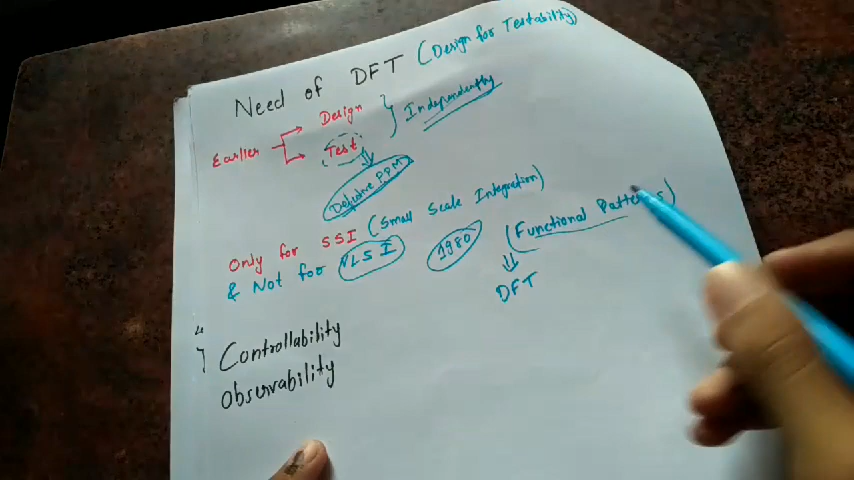 Need of DFT (Design for Testability)
Earlier Design Independently
Test
Defective PPM
Only for SSI (Small Scale Integration)
& Not for VLSI 1980 (Functional Patterns)
DFT
Controllability
Observability